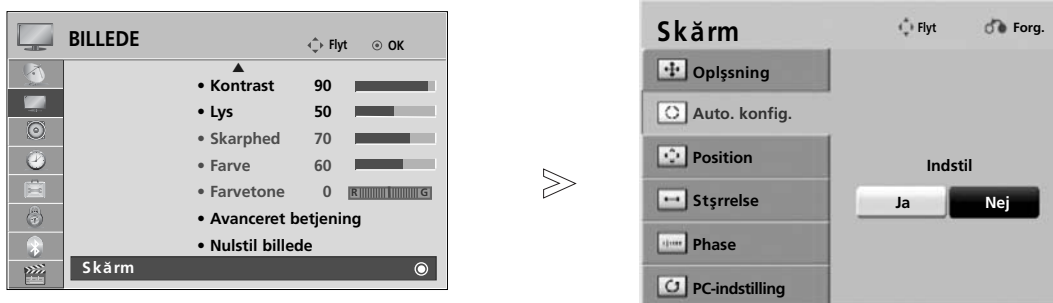 BILLEDE
Flyt
OK
• Kontrast 90
• Lys 50
• Skarphed 70
• Farve 60
• Farvetone 0 R G
• Avanceret betjening
• Nulstil billede
Skărm
Skărm
Flyt
Forg.
Oplşsning
Auto. konfig.
Position
Stşrrelse
Phase
PC-indstilling
Indstil
Ja Nej